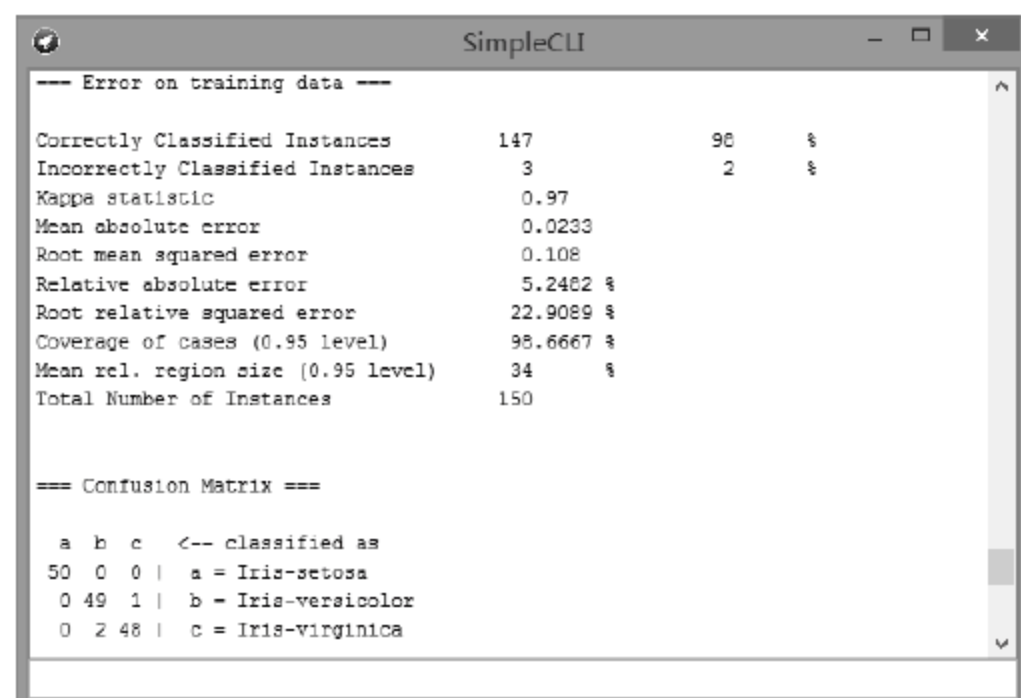 SimpleCLI
=== Error on training data ===
Correctly Classified Instances 147 98 %
Incorrectly Classified Instances 3 2 %
Kappa statistic 0.97
Mean absolute error 0.0233
Root mean squared error 0.108
Relative absolute error 5.2482 %
Root relative squared error 22.9089 %
Coverage of cases (0.95 level) 98.6667 %
Mean rel. region size (0.95 level) 34 %
Total Number of Instances 150
=== Confusion Matrix ===
a b c <-- classified as
50 0 0 | a = Iris-setosa
0 49 1 | b = Iris-versicolor
0 2 48 | c = Iris-virginica